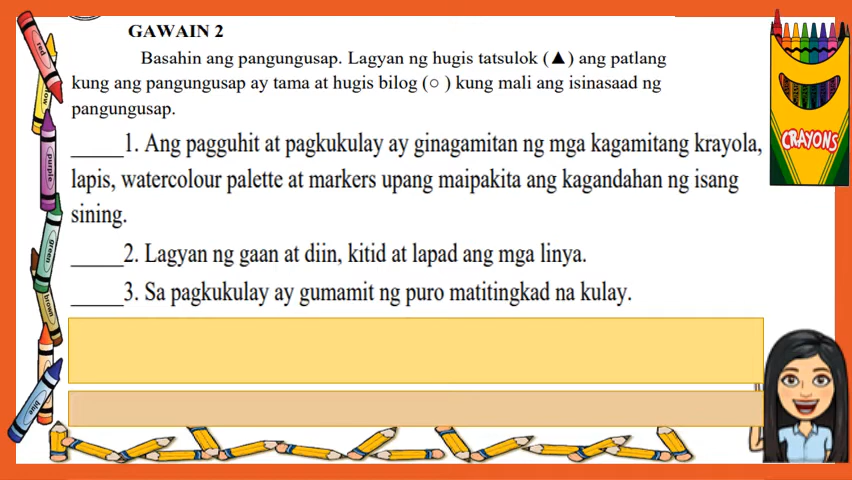 GAWAIN 2
Basahin ang pangungusap. Lagyan ng hugis tatsulok (▲) ang patlang
kung ang pangungusap ay tama at hugis bilog (○ ) kung mali ang isinasaad ng
pangungusap.
_____1. Ang pagguhit at pagkukulay ay ginagamitan ng mga kagamitang krayola,
lapis, watercolour palette at markers upang maipakita ang kagandahan ng isang
sining.
_____2. Lagyan ng gaan at diin, kitid at lapad ang mga linya.
_____3. Sa pagkukulay ay gumamit ng puro matitingkad na kulay.
CRAYONS
red
purple
green
brown
blue